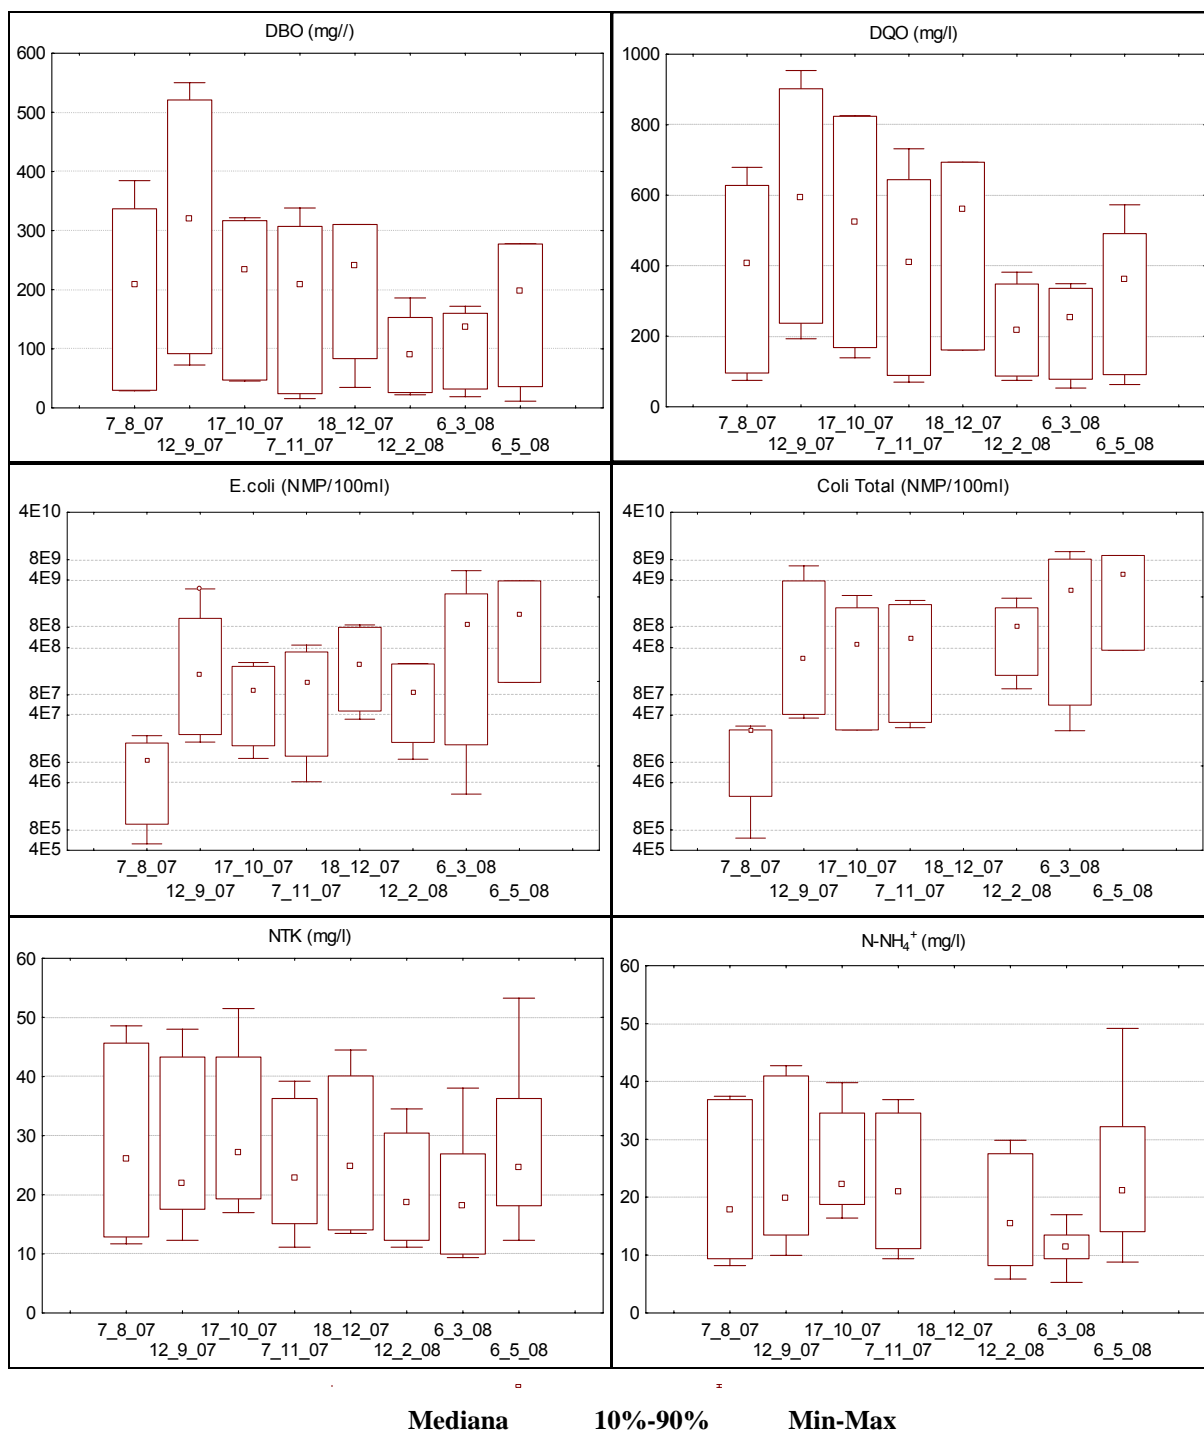 DBO (mg//)
600
500
400
300
200
100
0
7_8_07 17_10_07 18_12_07 6_3_08
12_9_07 7_11_07 12_2_08 6_5_08
DQO (mg/l)
1000
800
600
400
200
0
7_8_07 17_10_07 18_12_07 6_3_08
12_9_07 7_11_07 12_2_08 6_5_08
E.coli (NMP/100ml)
4E10
8E9
4E9
8E8
4E8
8E7
4E7
8E6
4E6
8E5
4E5
7_8_07 17_10_07 18_12_07 6_3_08
12_9_07 7_11_07 12_2_08 6_5_08
Coli Total (NMP/100ml)
4E10
8E9
4E9
8E8
4E8
8E7
4E7
8E6
4E6
8E5
4E5
7_8_07 17_10_07 18_12_07 6_3_08
12_9_07 7_11_07 12_2_08 6_5_08
NTK (mg/l)
60
50
40
30
20
10
0
7_8_07 17_10_07 18_12_07 6_3_08
12_9_07 7_11_07 12_2_08 6_5_08
N-NH₄⁺ (mg/l)
60
50
40
30
20
10
0
7_8_07 17_10_07 18_12_07 6_3_08
12_9_07 7_11_07 12_2_08 6_5_08
Mediana 10%-90% Min-Max